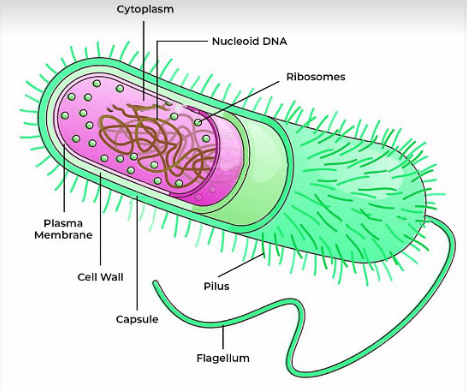 Cytoplasm
Nucleoid DNA
Ribosomes
Plasma
Membrane
Cell Wall
Capsule
Pilus
Flagellum